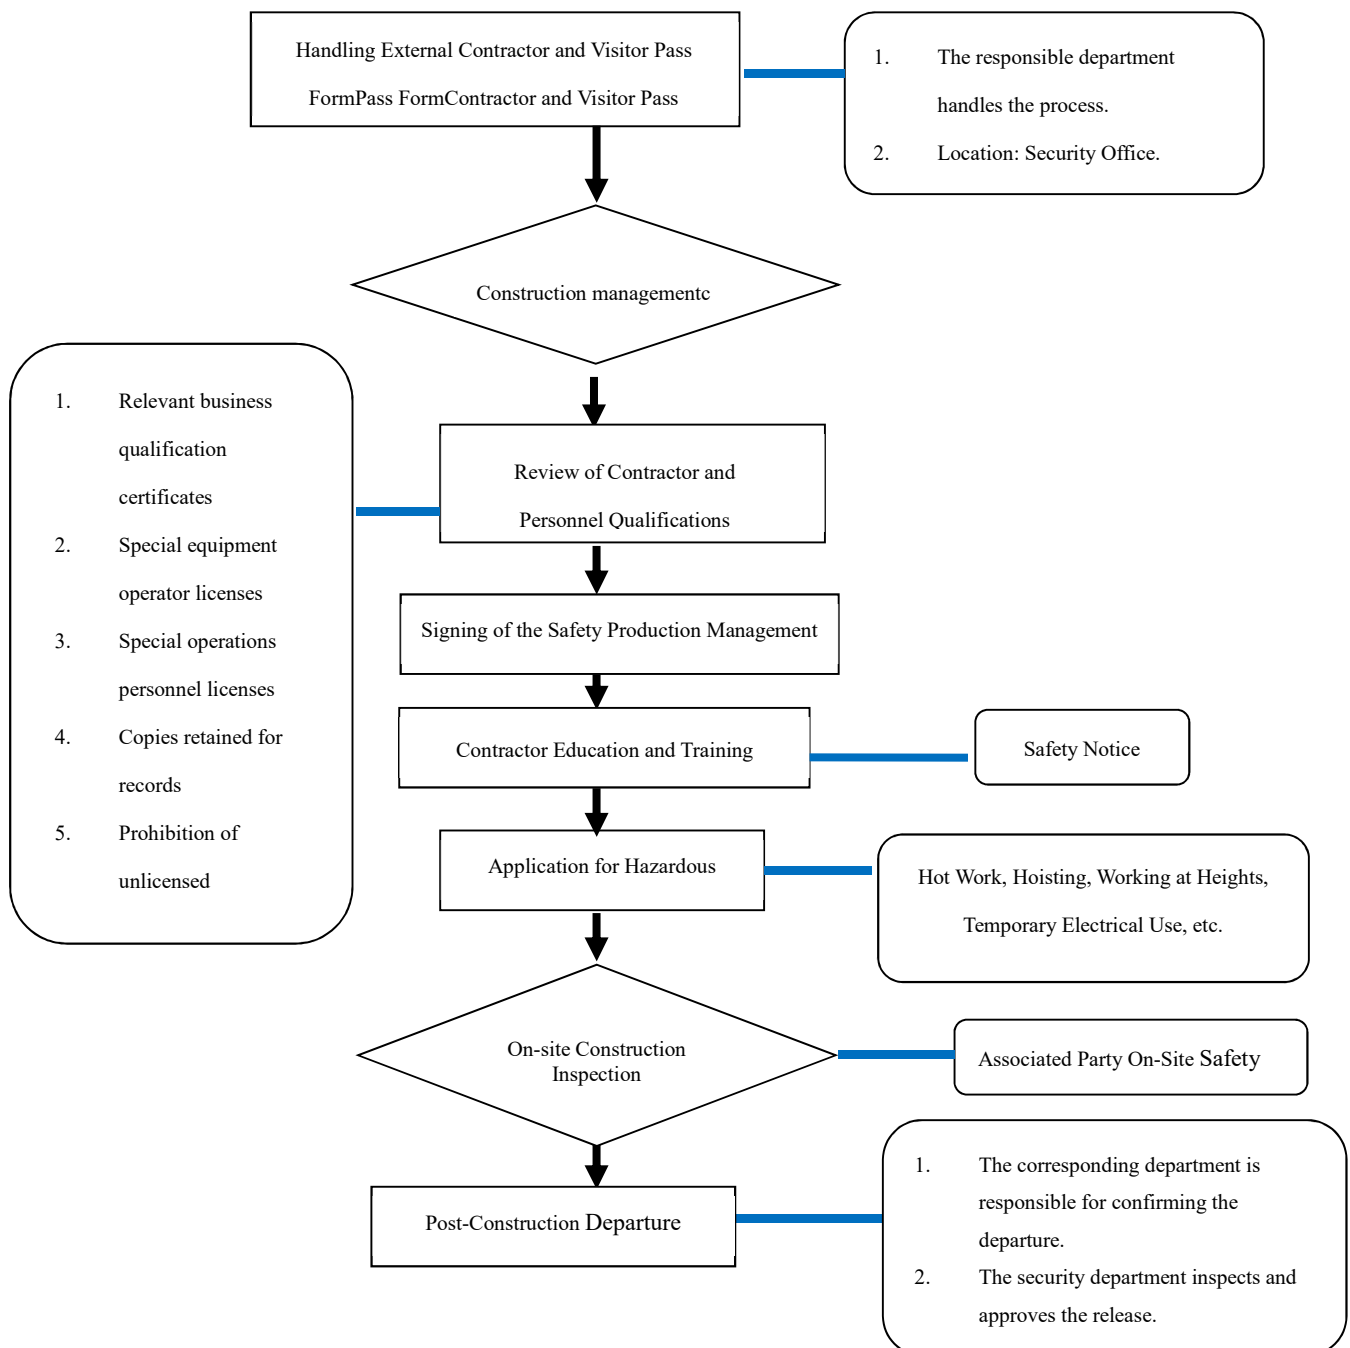 Handling External Contractor and Visitor Pass
FormPass FormContractor and Visitor Pass
1. The responsible department
handles the process.
2. Location: Security Office.
Construction managementc
1. Relevant business
qualification
certificates
2. Special equipment
operator licenses
3. Special operations
personnel licenses
4. Copies retained for
records
5. Prohibition of
unlicensed
Review of Contractor and
Personnel Qualifications
Signing of the Safety Production Management
Contractor Education and Training
Safety Notice
Application for Hazardous
Hot Work, Hoisting, Working at Heights,
Temporary Electrical Use, etc.
On-site Construction
Inspection
Associated Party On-Site Safety
Post-Construction Departure
1. The corresponding department is
responsible for confirming the
departure.
2. The security department inspects and
approves the release.